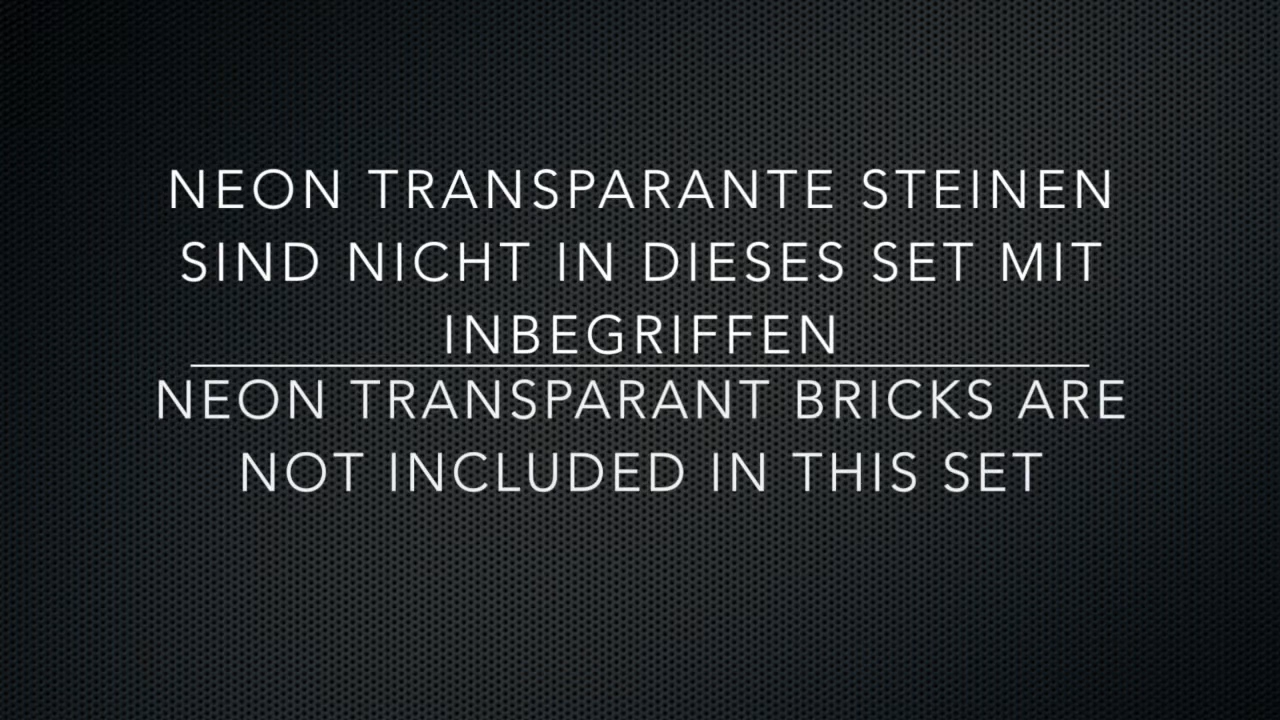 NEON TRANSPARANTE STEINEN
SIND NICHT IN DIESES SET MIT
INBEGRIFFEN
NEON TRANSPARANT BRICKS ARE
NOT INCLUDED IN THIS SET